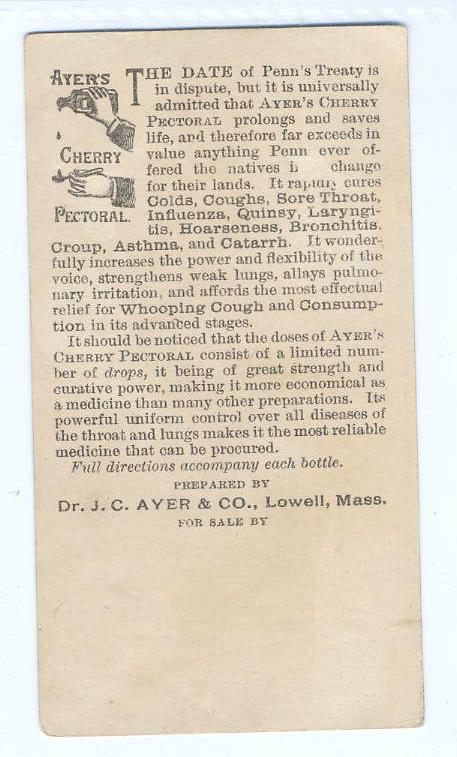 AYER'S
CHERRY
PECTORAL.
THE DATE of Penn's Treaty is
in dispute, but it is universally
admitted that AYER'S CHERRY
PECTORAL prolongs and saves
life, and therefore far exceeds in
value anything Penn ever of-
fered the natives change
for their lands. It rapidly cures
Colds, Coughs, Sore Throat,
Influenza, Quinsy, Laryngi-
tis, Hoarseness, Bronchitis.
Croup, Asthma, and Catarrh. It wonder-
fully increases the power and flexibility of the
voice, strengthens weak lungs, allays pulmo-
nary irritation, and affords the most effectual
relief for Whooping Cough and Consump-
tion in its advanced stages.
It should be noticed that the doses of AYER'S
CHERRY PECTORAL consist of a limited num-
ber of drops, it being of great strength and
curative power, making it more economical as
a medicine than many other preparations. Its
powerful uniform control over all diseases of
the throat and lungs makes it the most reliable
medicine that can be procured.
Full directions accompany each bottle.
PREPARED BY
Dr. J. C. AYER & CO., Lowell, Mass.
FOR SALE BY